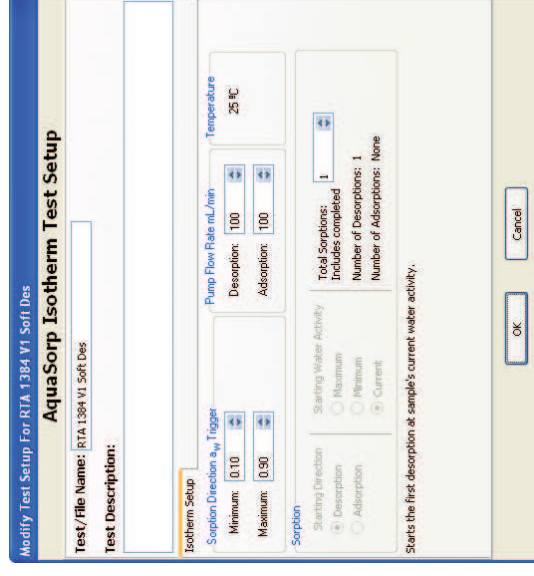 Modify Test Setup For RTA 1384 V1 Soft Des
AquaSorp Isotherm Test Setup
Test/File Name: RTA 1384 V1 Soft Des
Test Description:
Isotherm Setup
Sorption Direction aw Trigger
Minimum: 0.10
Maximum: 0.90
Pump Flow Rate mL/min
Desorption: 100
Adsorption: 100
Temperature
25 ºC
Sorption
Starting Direction
Desorption
Adsorption
Starting Water Activity
Maximum
Minimum
Current
Total Sorptions: 1
Includes completed
Number of Desorptions: 1
Number of Adsorptions: None
Starts the first desorption at sample's current water activity.
OK
Cancel